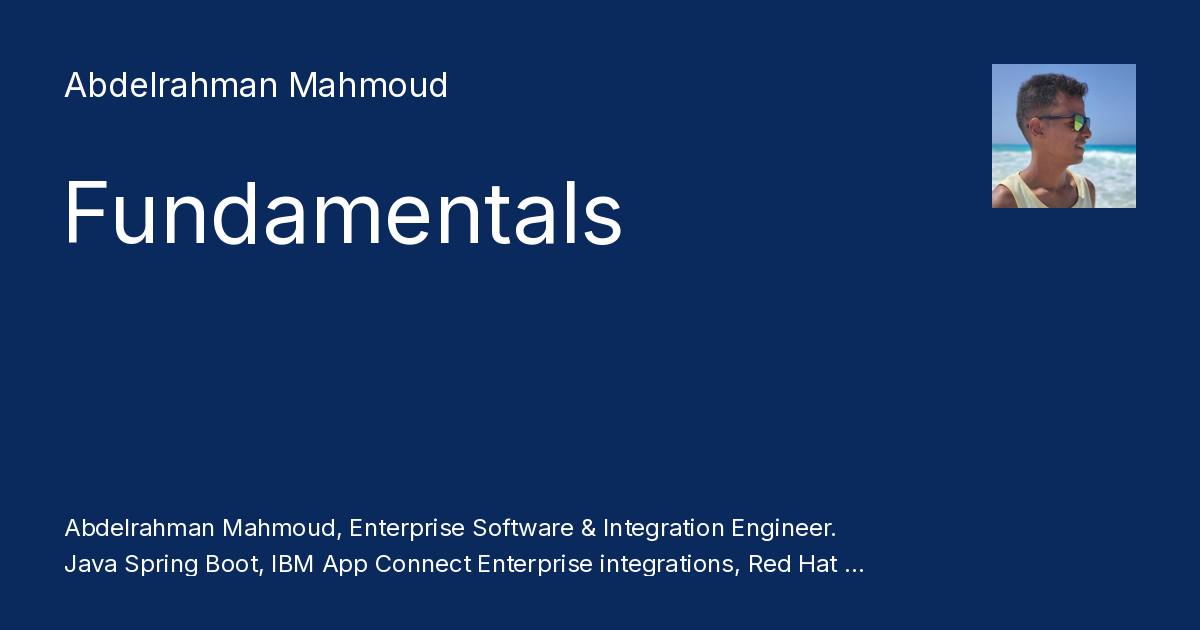 Abdelrahman Mahmoud
Fundamentals
Abdelrahman Mahmoud, Enterprise Software & Integration Engineer.
Java Spring Boot, IBM App Connect Enterprise integrations, Red Hat ...